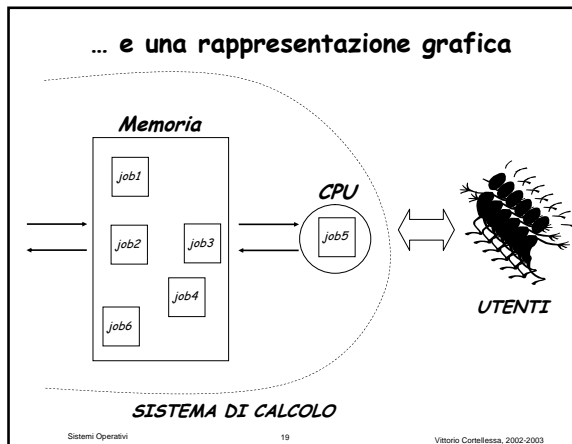 ... e una rappresentazione grafica
Memoria
job1
CPU
job2
job3
job5
job4
job6
UTENTI
SISTEMA DI CALCOLO
Sistemi Operativi
19
Vittorio Cortellessa, 2002-2003